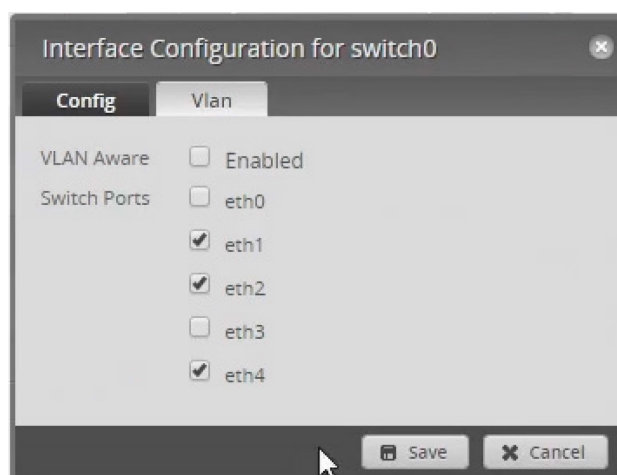 Interface Configuration for switch0
Config Vlan
VLAN Aware Enabled
Switch Ports eth0
eth1
eth2
eth3
eth4
Save Cancel